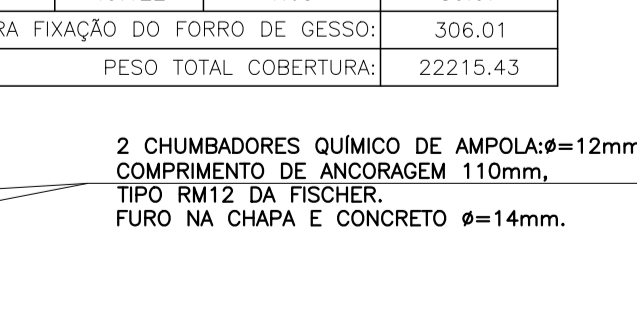 RA FIXAÇÃO DO FORRO DE GESSO: 306.01
PESO TOTAL COBERTURA: 22215.43
2 CHUMBADORES QUÍMICO DE AMPOLA:ø=12mm
COMPRIMENTO DE ANCORAGEM 110mm,
TIPO RM12 DA FISCHER.
FURO NA CHAPA E CONCRETO ø=14mm.